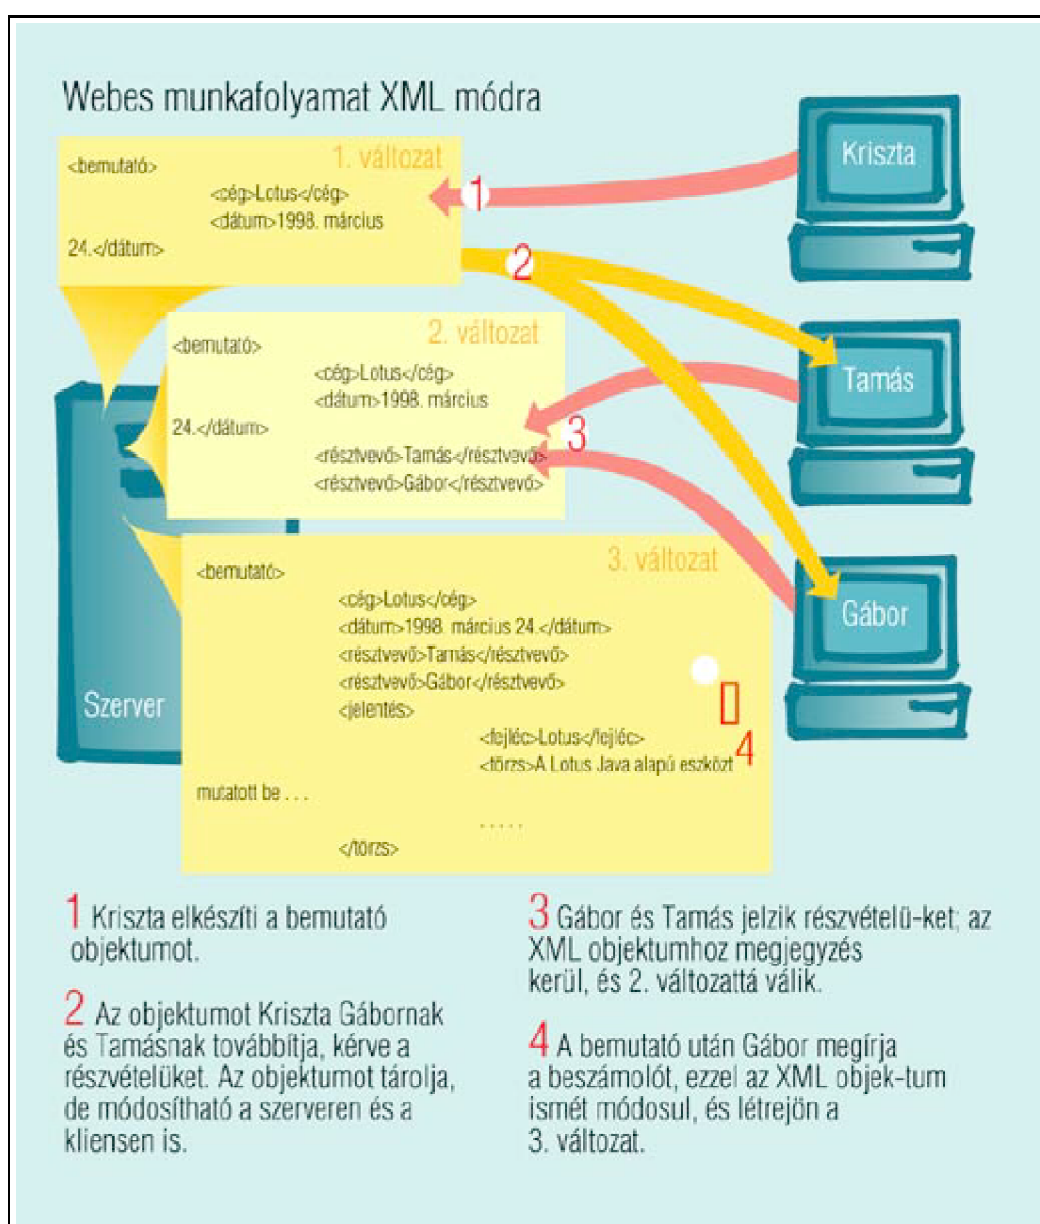 Webes munkafolyamat XML módra
Kriszta
1. változat
<bemutató>
<cég>Lotus</cég>
<dátum>1998. március
24.</dátum>
1
2
2. változat
<bemutató>
<cég>Lotus</cég>
<dátum>1998. március
24.</dátum>
<résztvevő>Tamás</résztvevő>
<résztvevő>Gábor</résztvevő>
Tamás
3
3. változat
<bemutató>
<cég>Lotus</cég>
<dátum>1998. március 24.</dátum>
<résztvevő>Tamás</résztvevő>
<résztvevő>Gábor</résztvevő>
<jelentés>
<fejléc>Lotus</fejléc>
<törzs>A Lotus Java alapú eszközt
mutatott be . . .
. . . . .
</törzs>
Gábor
4
Szerver
1 Kriszta elkészíti a bemutató
objektumot.
2 Az objektumot Kriszta Gábornak
és Tamásnak továbbítja, kérve a
részvételüket. Az objektumot tárolja,
de módosítható a szerveren és a
kliensen is.
3 Gábor és Tamás jelzik részvételü-ket; az
XML objektumhoz megjegyzés
kerül, és 2. változattá válik.
4 A bemutató után Gábor megírja
a beszámolót, ezzel az XML objek-tum
ismét módosul, és létrejön a
3. változat.